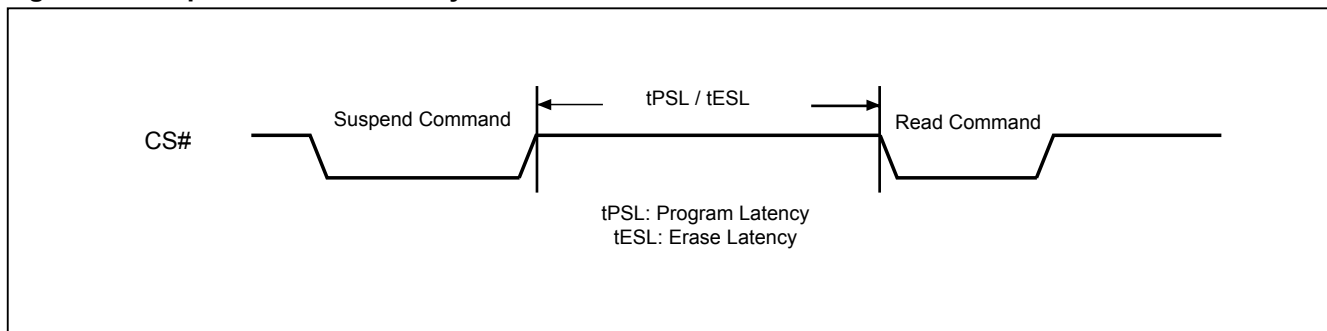 tPSL / tESL
Suspend Command
Read Command
CS#
tPSL: Program Latency
tESL: Erase Latency